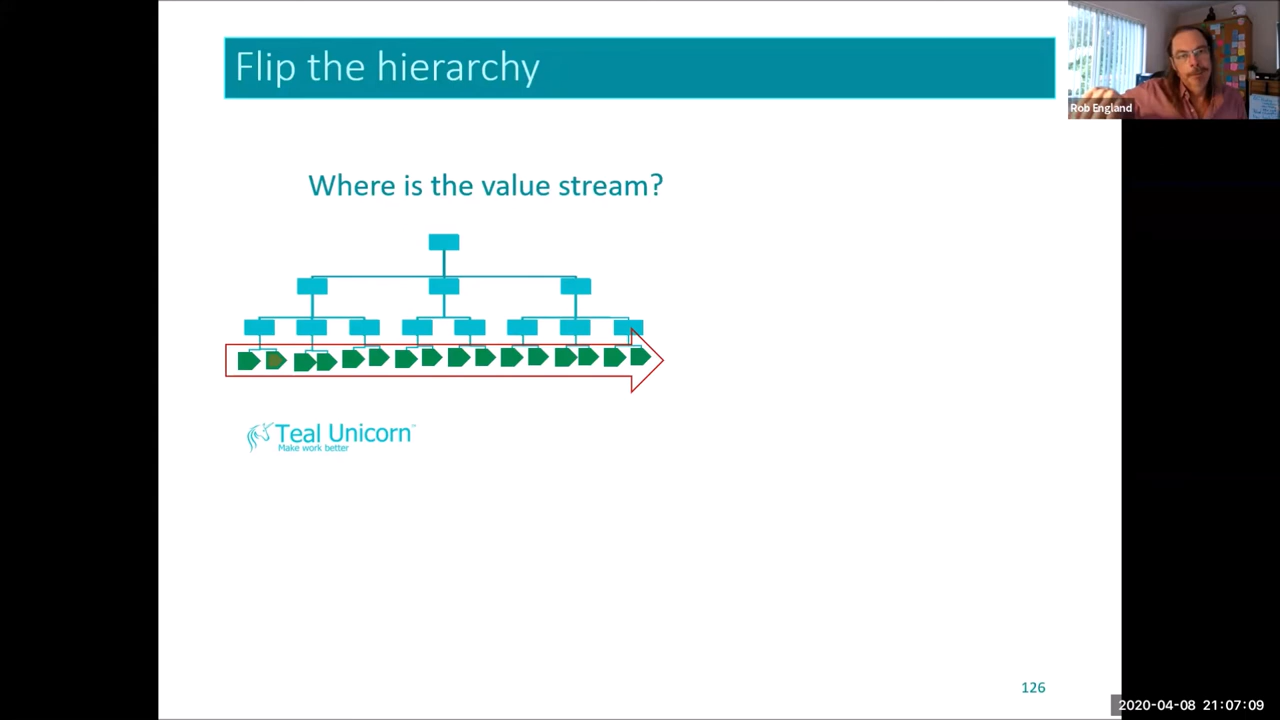 Flip the hierarchy
Rob England
Where is the value stream?
Teal Unicorn™
Make work better
126
2020-04-08 21:07:09